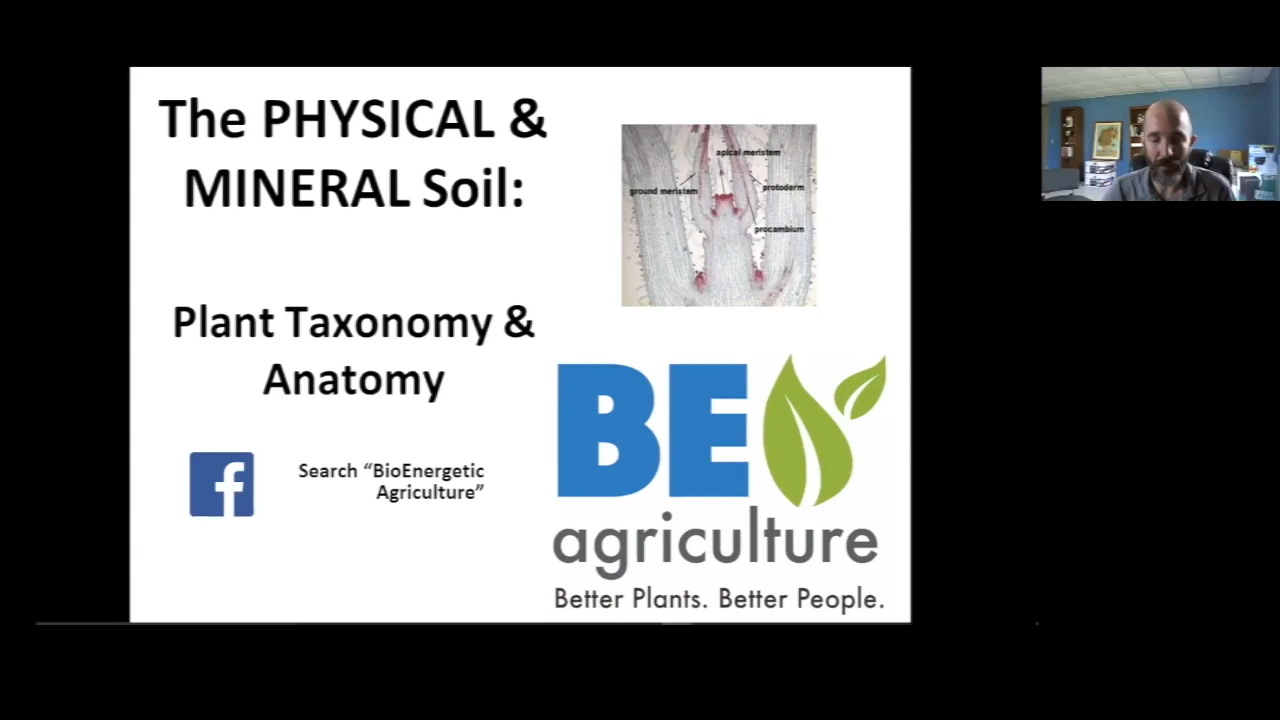 The PHYSICAL &
MINERAL Soil:
Plant Taxonomy &
Anatomy
Search “BioEnergetic
Agriculture”
apical meristem
ground meristem
protoderm
procambium
BE
agriculture
Better Plants. Better People.